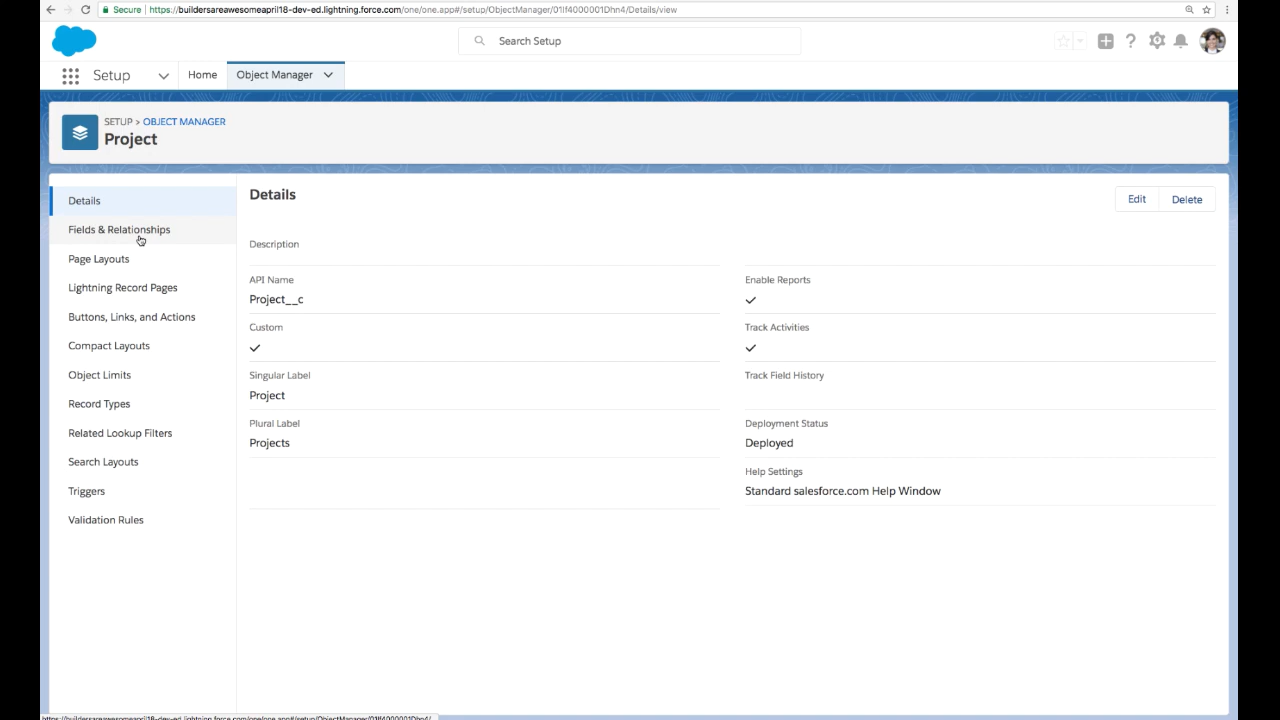 Secure https://buildersareawesomeapril18-dev-ed.lightning.force.com/one/one.app#/setup/ObjectManager/01If4000001Dhn4/Details/view
Search Setup
Setup Home Object Manager
SETUP > OBJECT MANAGER
Project
Details
Fields & Relationships
Page Layouts
Lightning Record Pages
Buttons, Links, and Actions
Compact Layouts
Object Limits
Record Types
Related Lookup Filters
Search Layouts
Triggers
Validation Rules
Details
Edit Delete
Description
API Name
Project__c
Custom
Singular Label
Project
Plural Label
Projects
Enable Reports
Track Activities
Track Field History
Deployment Status
Deployed
Help Settings
Standard salesforce.com Help Window